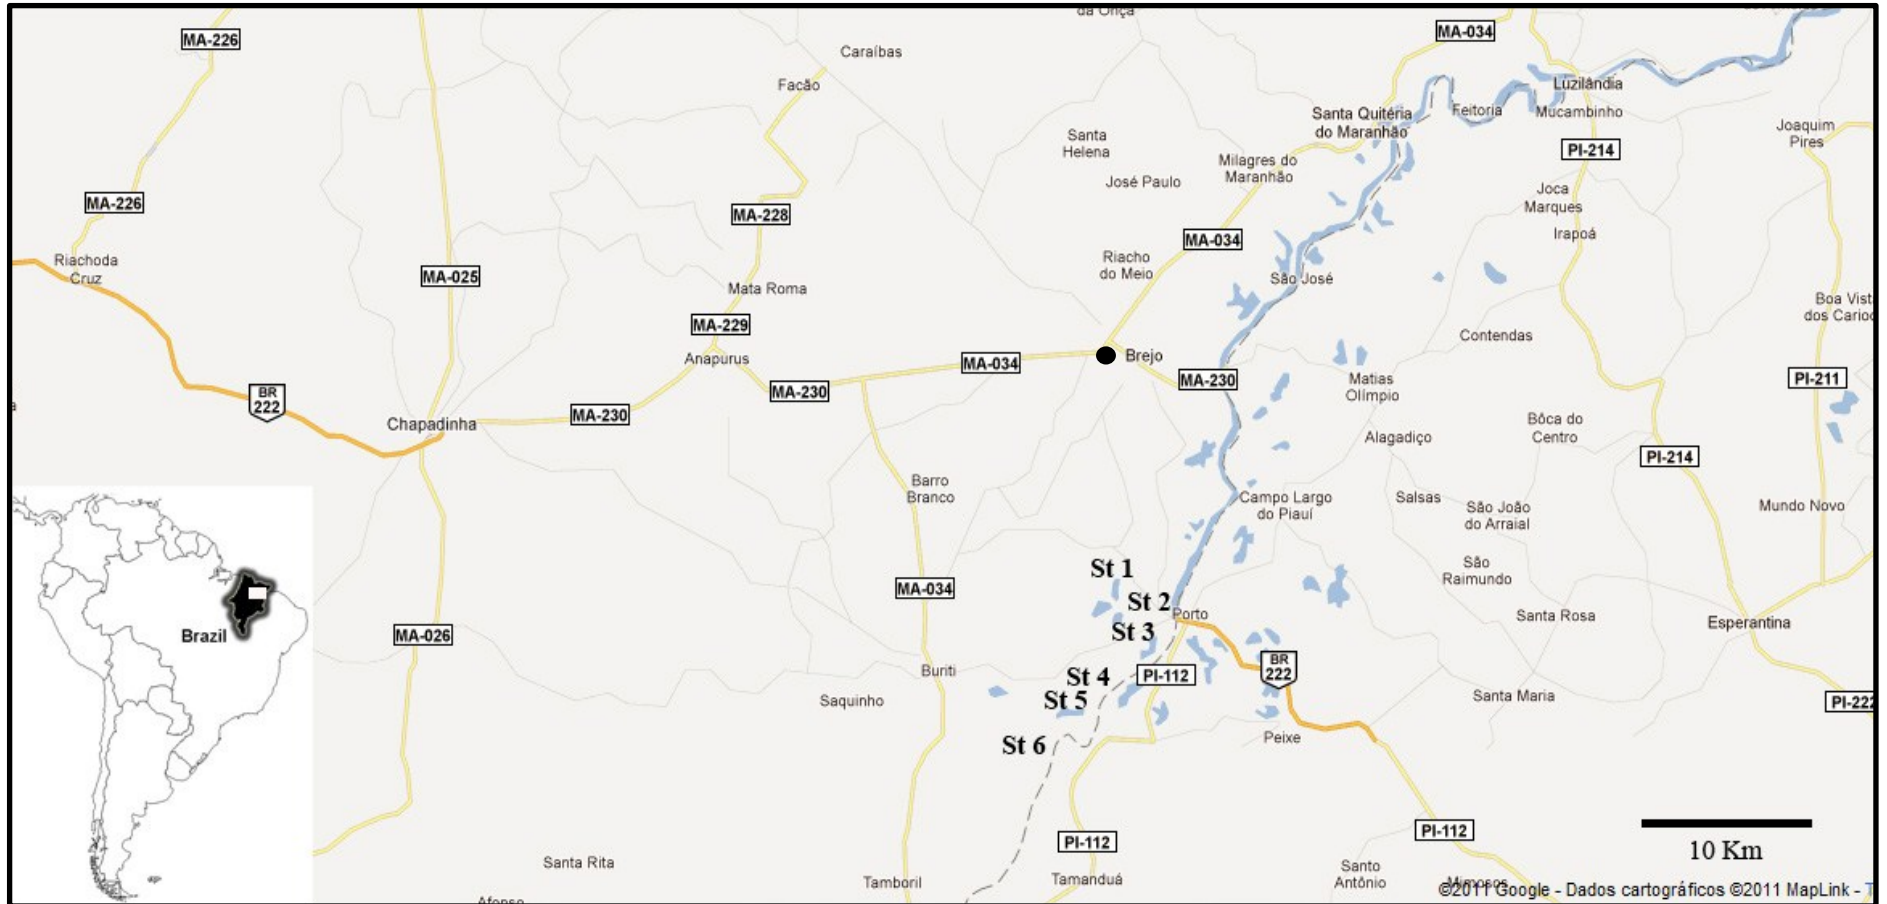 da Onça
MA-226
MA-034
Caraíbas
Facão
Luzilândia
Santa Quitéria
do Maranhão
Feitoria
Mucambinho
Joaquim
Pires
Santa
Helena
PI-214
Milagres do
Maranhão
José Paulo
MA-226
Joca
Marques
MA-228
Irapoá
MA-034
Riachoda
Cruz
Riacho
do Meio
MA-025
São José
Mata Roma
Boa Vist
dos Carioc
MA-229
Contendas
Anapurus
MA-034
Brejo
MA-230
MA-230
Matias
Olímpio
PI-211
BR
222
MA-230
Chapadinha
Bôca do
Centro
Alagadiço
PI-214
Barro
Branco
Campo Largo
do Piauí
Salsas
São João
do Arraial
Mundo Novo
St 1
São
Raimundo
MA-034
St 2
Porto
Santa Rosa
Esperantina
Brazil
MA-026
St 3
BR
222
Buriti
St 4
PI-112
St 5
Saquinho
Santa Maria
PI-222
St 6
Peixe
PI-112
PI-112
10 Km
Santa Rita
Tamboril
Tamanduá
Santo
Antônio
Mimosos
©2011 Google - Dados cartográficos ©2011 MapLink - T
Afonso